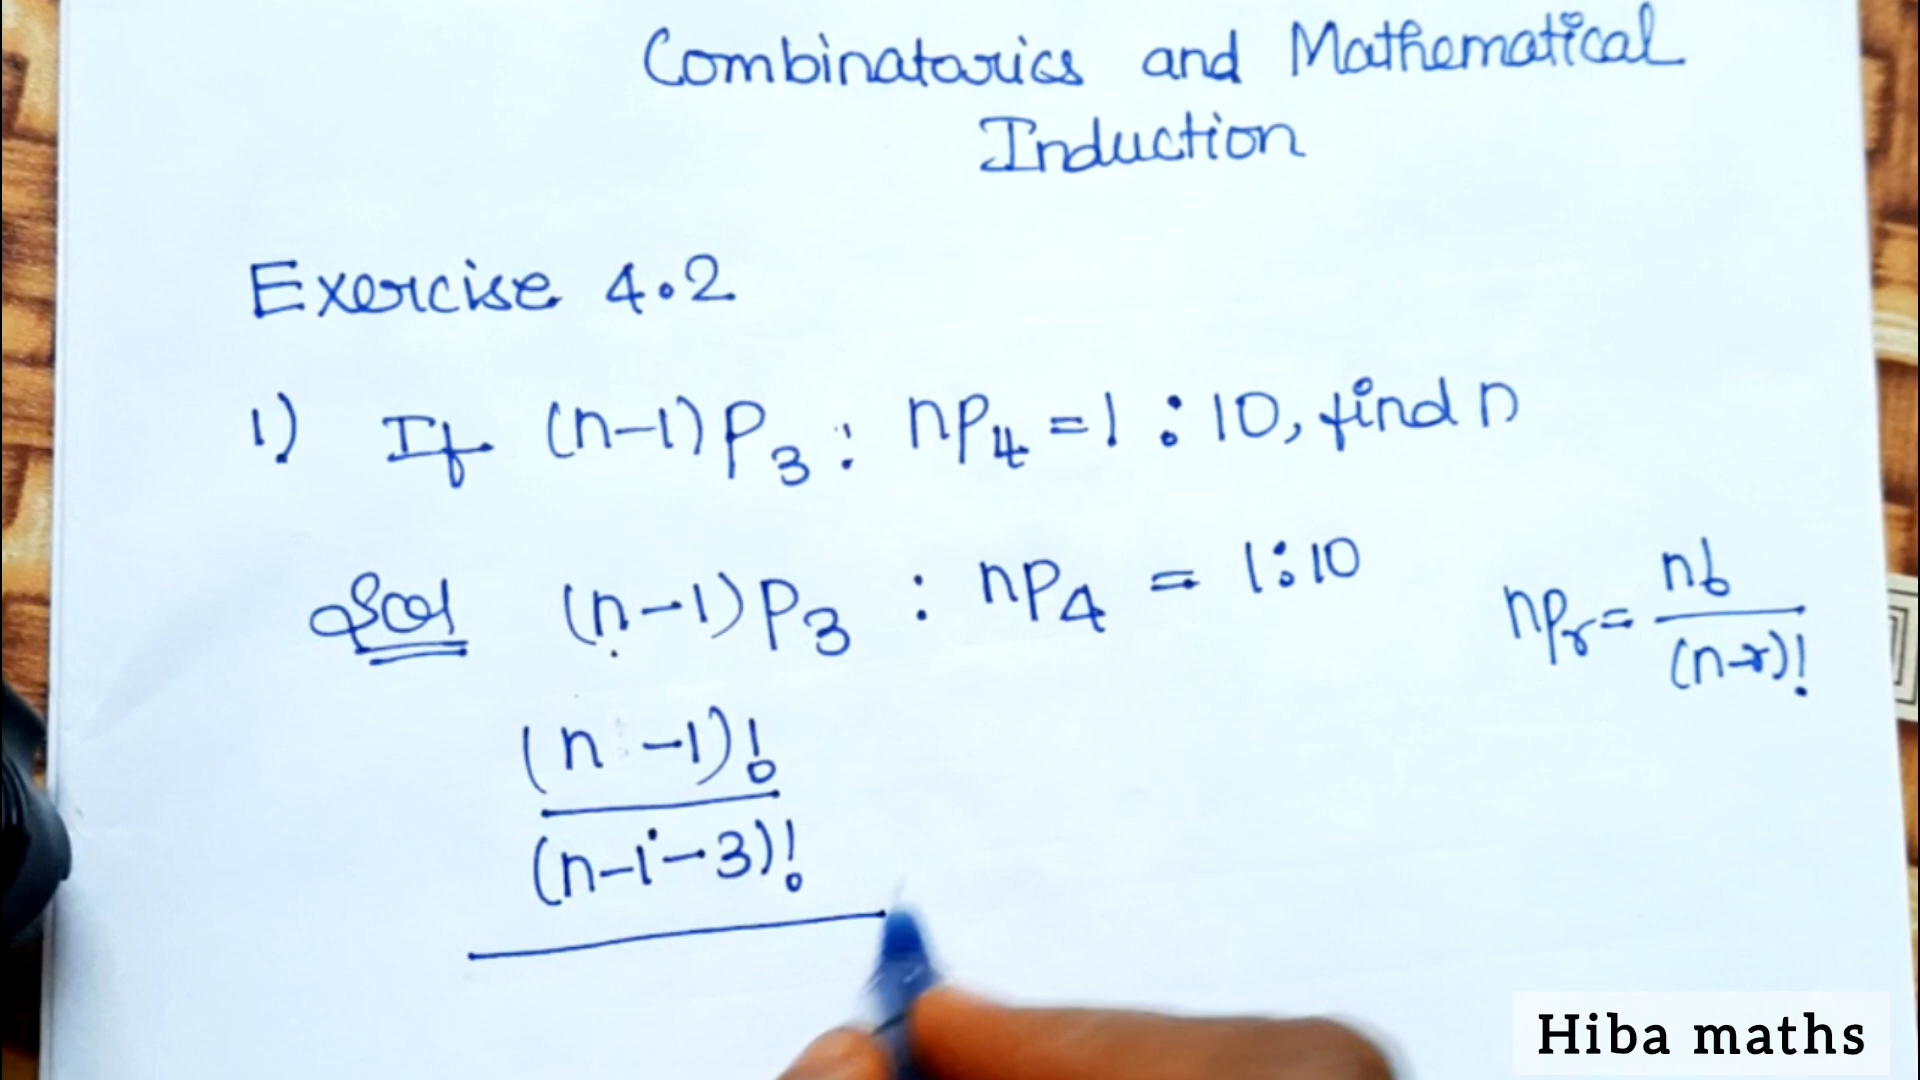 Combinatarics and Mathematical
Induction
Exercise 4.2
1) If (n-1)P₃ : nP₄ = 1 : 10, find n
Sol (n-1)P₃ : nP₄ = 1:10
nPr = n! / (n-r)!
(n -1)!
(n-1-3)!
Hiba maths